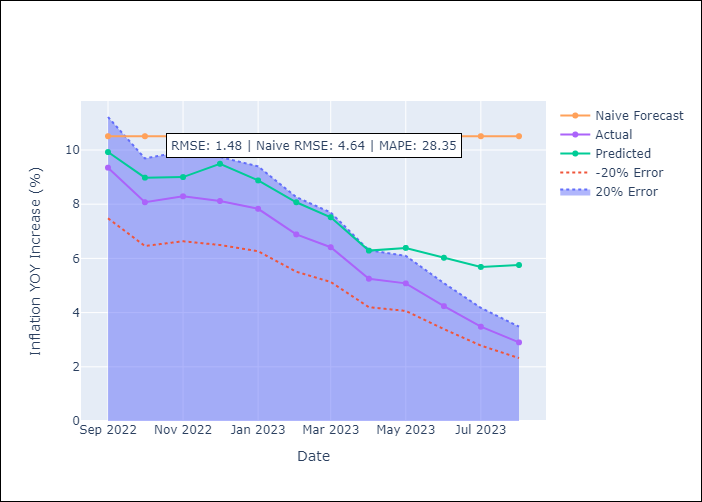 RMSE: 1.48 | Naive RMSE: 4.64 | MAPE: 28.35
Naive Forecast
Actual
Predicted
-20% Error
20% Error
Inflation YOY Increase (%)
10
8
6
4
2
0
Sep 2022 Nov 2022 Jan 2023 Mar 2023 May 2023 Jul 2023
Date